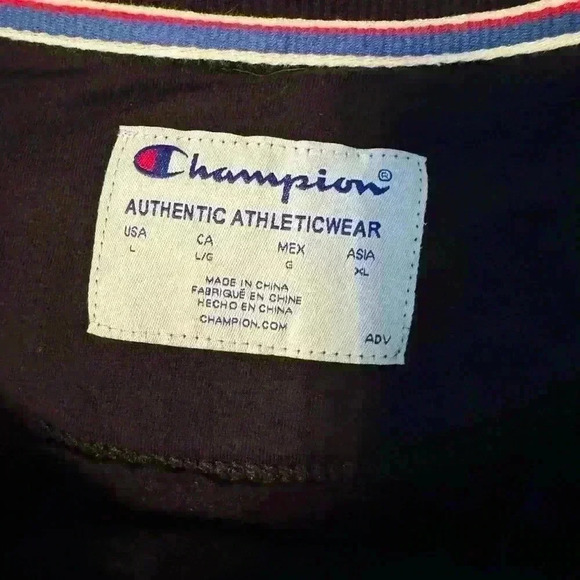 Champion®
AUTHENTIC ATHLETICWEAR
USA CA MEX ASIA
L L/G G XL
MADE IN CHINA
FABRIQUÉ EN CHINE
HECHO EN CHINA
CHAMPION.COM
ADV